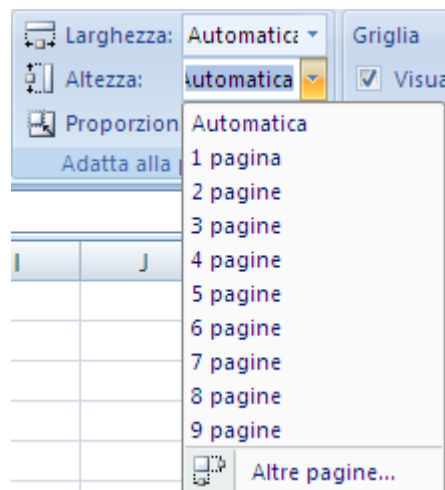 Larghezza: Automatica
Griglia
Altezza: Automatica
Visua
Proporzion
Adatta alla
Automatica
1 pagina
2 pagine
3 pagine
4 pagine
5 pagine
6 pagine
7 pagine
8 pagine
9 pagine
Altre pagine...
I J